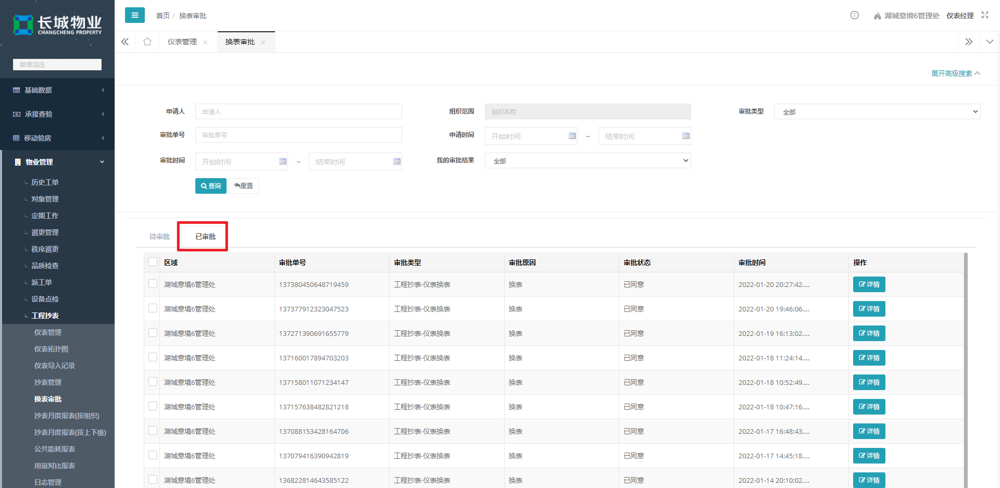 长城物业
CHANGCHENG PROPERTY
菜单筛选
基础数据
承接查验
移动验房
物业管理
历史工单
对象管理
定期工作
巡更管理
秩序巡更
品质检查
派工单
设备点检
工程抄表
仪表管理
仪表拓扑图
仪表导入记录
抄表管理
换表审批
抄表月度报表(按组织)
抄表月度报表(按上下级)
公共能耗报表
用量对比报表
日志管理
首页 / 换表审批
湖城意境6管理处 仪表经理
仪表管理 换表审批
展开高级搜索
申请人 申请人 组织范围 组织名称 审批类型 全部
审批单号 审批单号 申请时间 开始时间 ~ 结束时间
审批时间 开始时间 ~ 结束时间 我的审批结果 全部
查询 重置
待审批 已审批
区域 审批单号 审批类型 审批原因 审批状态 审批时间 操作
湖城意境6管理处 137380450648719459 工程抄表-仪表换表 换表 已同意 2022-01-20 20:27:42.... 详情
湖城意境6管理处 137377912323047523 工程抄表-仪表换表 换表 已同意 2022-01-20 19:46:06.... 详情
湖城意境6管理处 137271390691655779 工程抄表-仪表换表 换表 已同意 2022-01-19 16:13:02.... 详情
湖城意境6管理处 137160017894703203 工程抄表-仪表换表 换表 已同意 2022-01-18 11:24:14.... 详情
湖城意境6管理处 137158011071234147 工程抄表-仪表换表 换表 已同意 2022-01-18 10:52:49.... 详情
湖城意境6管理处 137157638482821218 工程抄表-仪表换表 换表 已同意 2022-01-18 10:47:16.... 详情
湖城意境6管理处 137088153428164706 工程抄表-仪表换表 换表 已同意 2022-01-17 16:48:43.... 详情
湖城意境6管理处 137079416390942819 工程抄表-仪表换表 换表 已同意 2022-01-17 14:45:18.... 详情
湖城意境6管理处 136822814643585122 工程抄表-仪表换表 换表 已同意 2022-01-14 20:10:02.... 详情